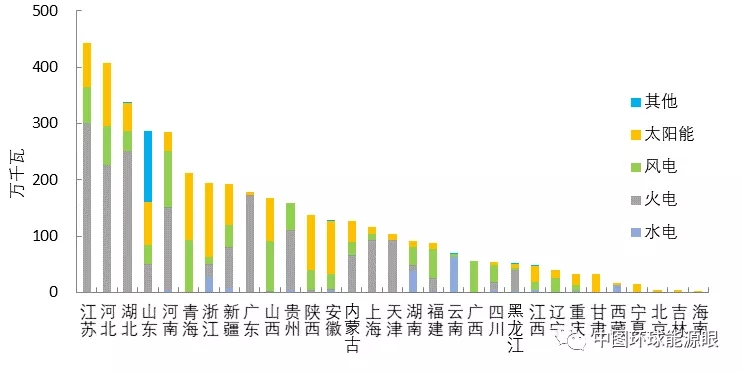 500
400
300
200
100
0
万千瓦
其他
太阳能
风电
火电
水电
江苏
河北
湖北
山东
河南
青海
浙江
新疆
广东
山西
贵州
陕西
安徽
内蒙古
上海
天津
湖南
福建
云南
广西
四川
黑龙江
江西
辽宁
重庆
甘肃
西藏
宁夏
北京
吉林
海南
中图环球能源眼